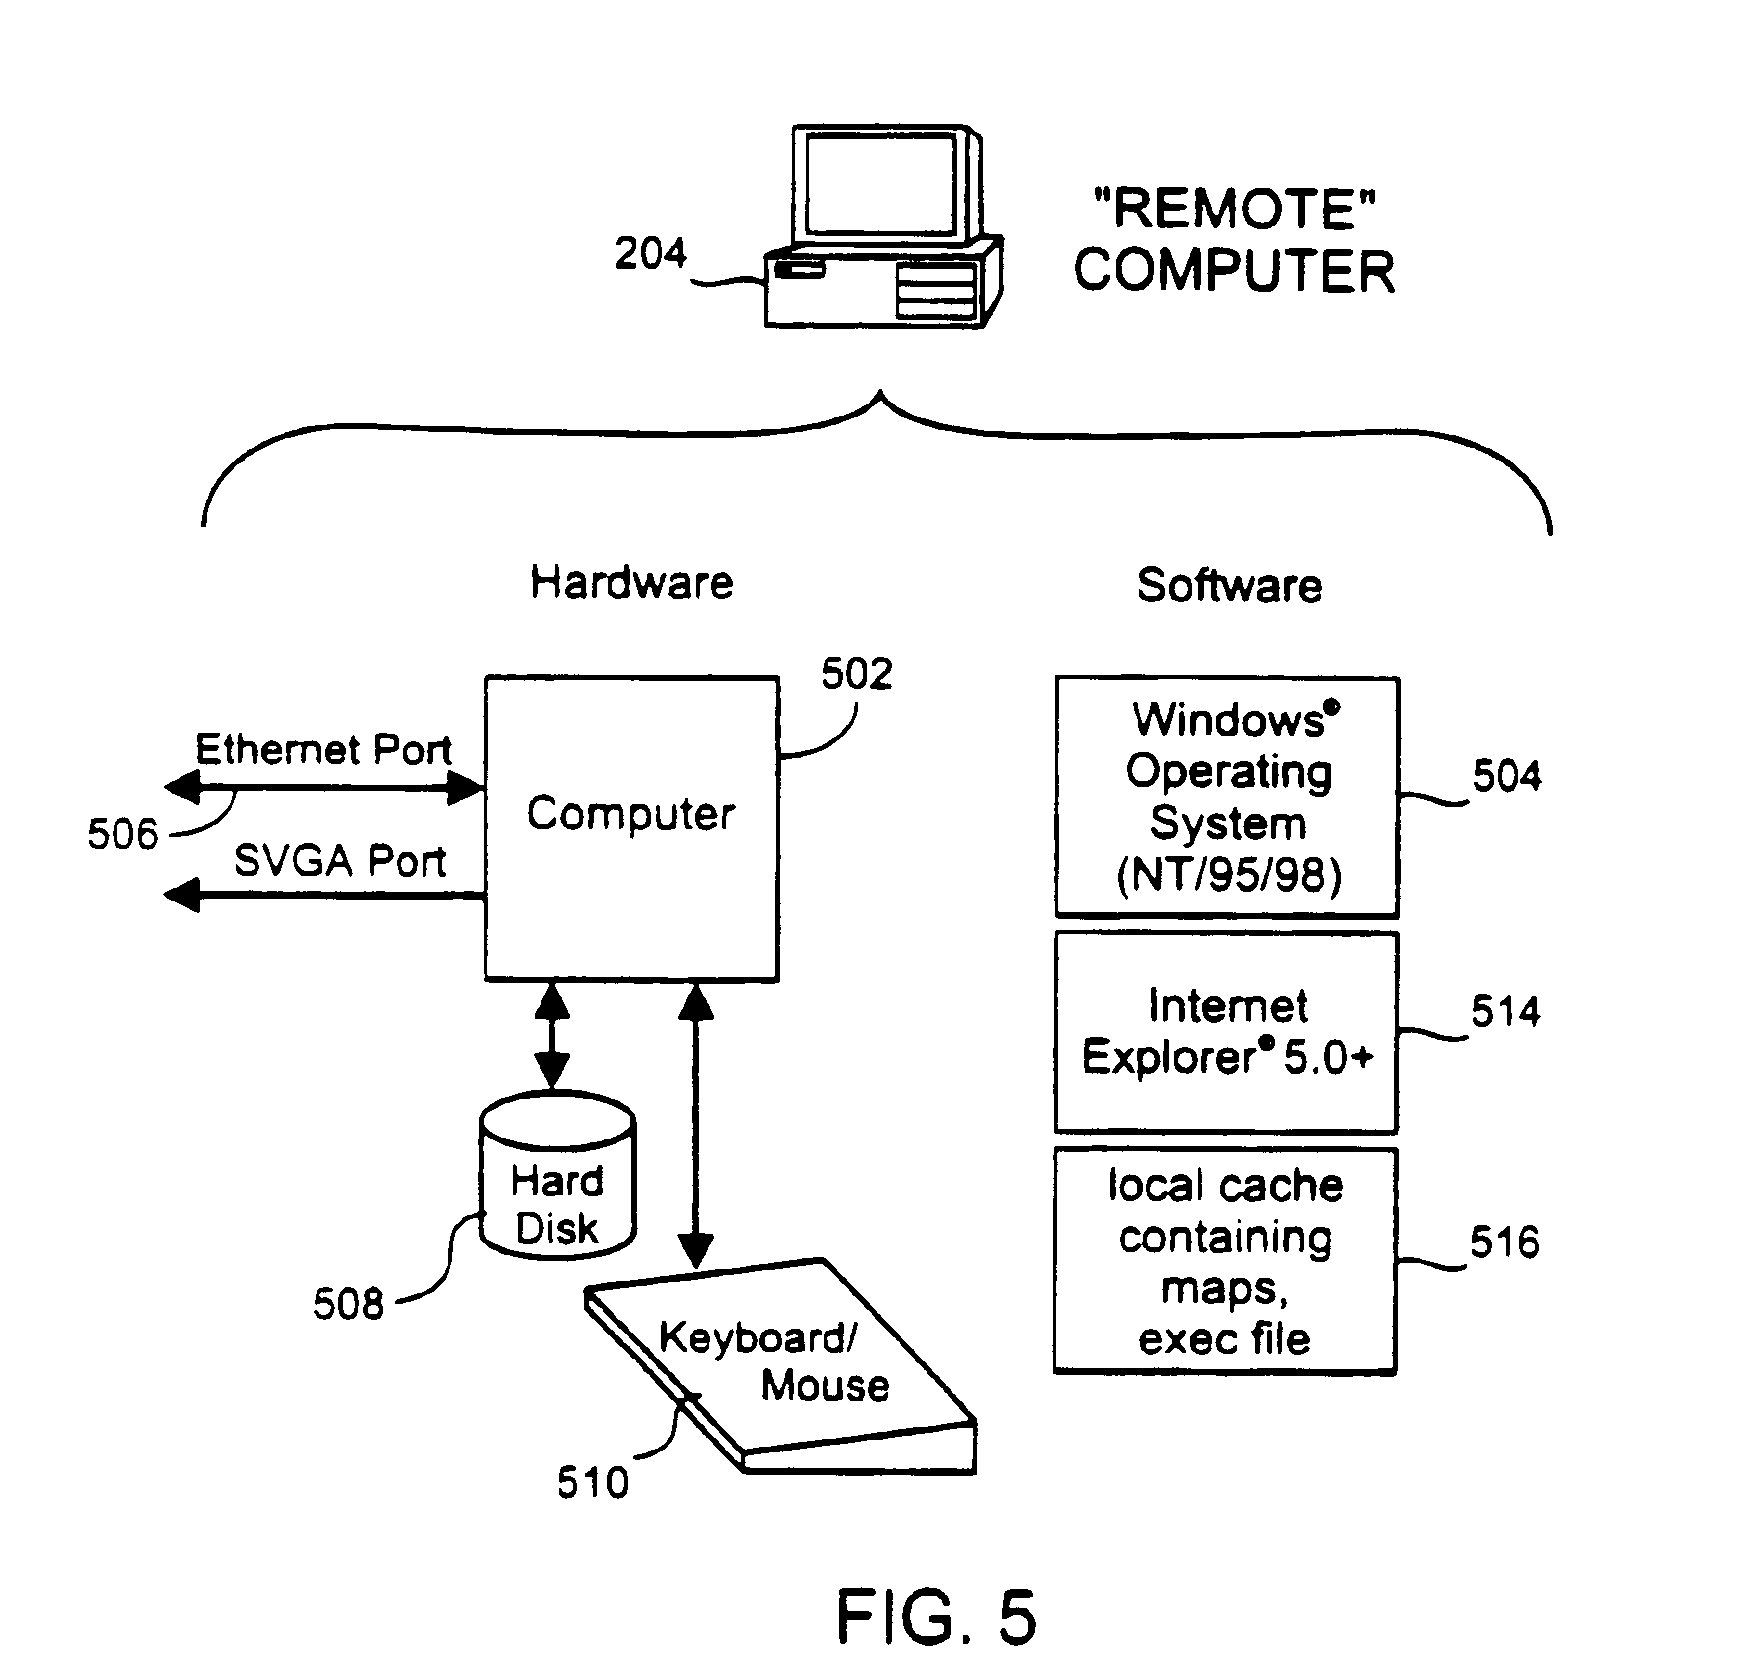 "REMOTE"
COMPUTER
204
Hardware
Software
502
Windows®
Operating
System
(NT/95/98)
504
Ethernet Port
506
Computer
SVGA Port
Internet
Explorer® 5.0+
514
Hard
Disk
508
local cache
containing
maps,
exec file
516
Keyboard/
Mouse
510
FIG. 5